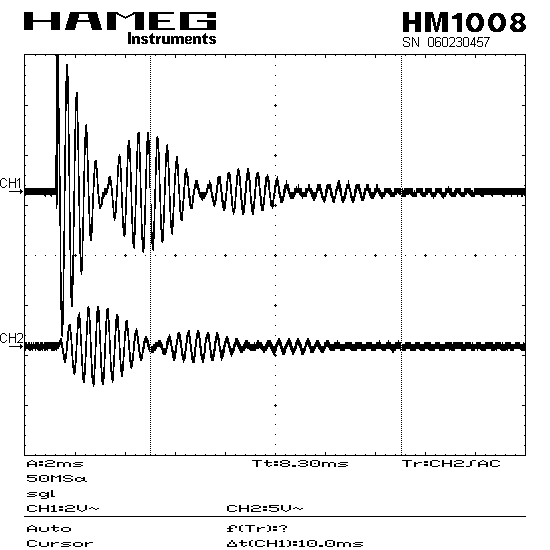 HAMEG
Instruments
HM1008
SN 060230457
CH1
CH2
A:2ms Tt:8.30ms Tr:CH2∫AC
50MSa
sgl
CH1:2V~ CH2:5V~
Auto f(Tr):?
Cursor Δt(CH1):10.0ms